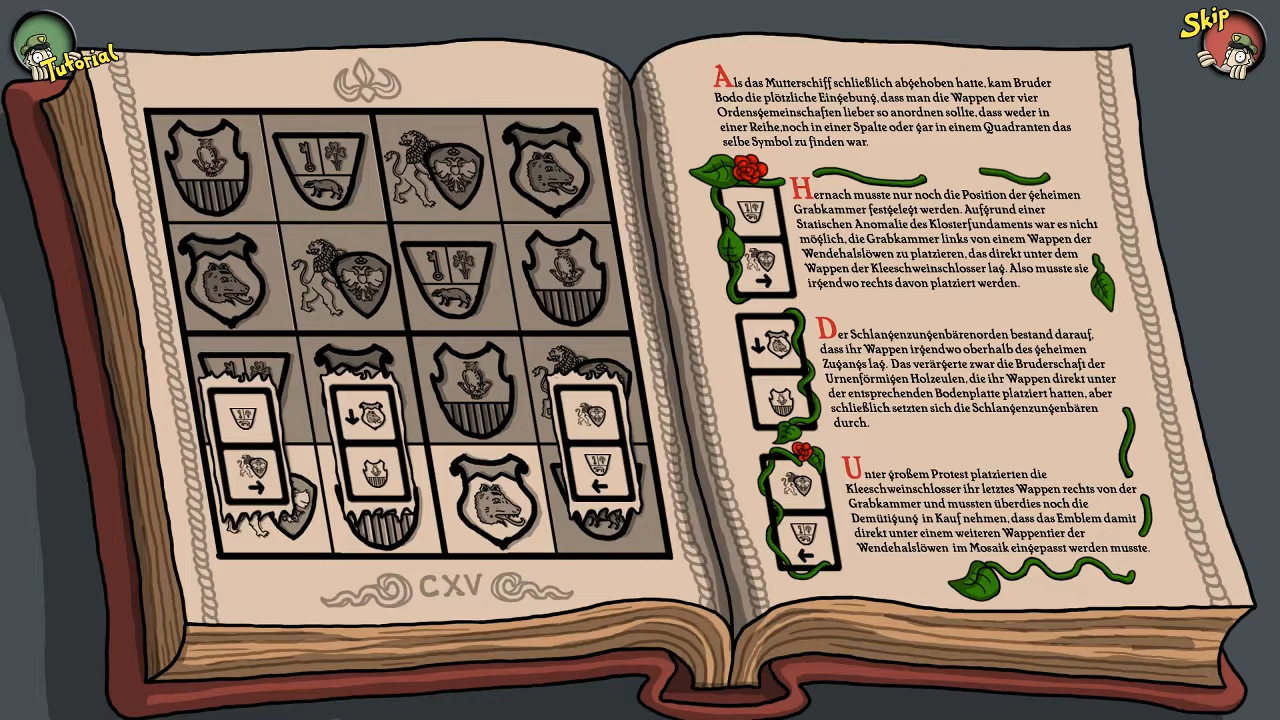 Tutorial
Skip
Als das Mutterschiff schließlich abgehoben hatte, kam Bruder
Bodo die plötzliche Eingebung, dass man die Wappen der vier
Ordensgemeinschaften lieber so anordnen sollte, dass weder in
einer Reihe,noch in einer Spalte oder gar in einem Quadranten das
selbe Symbol zu finden war.
Hernach musste nur noch die Position der geheimen
Grabkammer festgelegt werden. Aufgrund einer
Statischen Anomalie des Klosterfundaments war es nicht
möglich, die Grabkammer links von einem Wappen der
Wendehalslöwen zu platzieren, das direkt unter dem
Wappen der Kleeschweinschlosser lag. Also musste sie
irgendwo rechts davon platziert werden.
Der Schlangenzungenbärenorden bestand darauf,
dass ihr Wappen irgendwo oberhalb des geheimen
Zugangs lag. Das verärgerte zwar die Bruderschaft der
Urnenförmigen Holzeulen, die ihr Wappen direkt unter
der entsprechenden Bodenplatte platziert hatten, aber
schließlich setzten sich die Schlangenzungenbären
durch.
Unter großem Protest platzierten die
Kleeschweinschlosser ihr letztes Wappen rechts von der
Grabkammer und mussten überdies noch die
Demütigung in Kauf nehmen, dass das Emblem damit
direkt unter einem weiteren Wappentier der
Wendehalslöwen im Mosaik eingepasst werden musste.
CXV